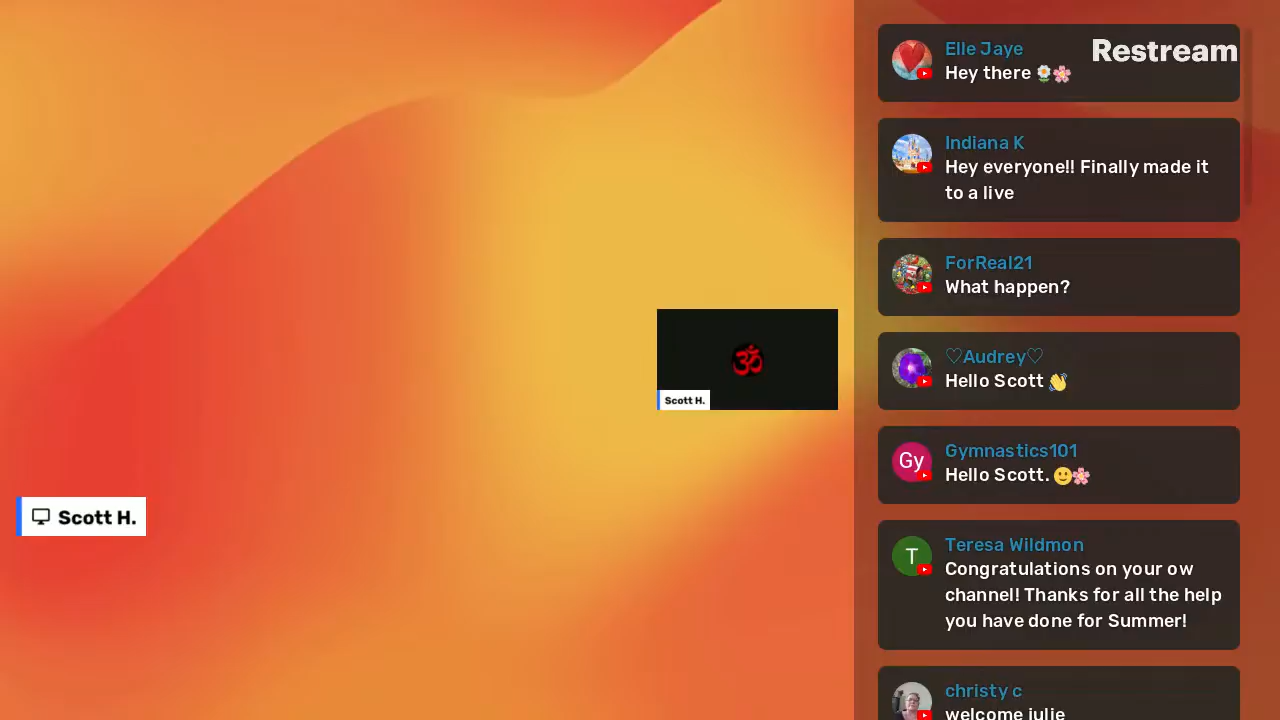 Restream
Elle Jaye
Hey there 🌼🌸
Indiana K
Hey everyone!! Finally made it
to a live
ForReal21
What happen?
♡Audrey♡
Hello Scott 👋
Gy
Gymnastics101
Hello Scott. 🙂🌸
T
Teresa Wildmon
Congratulations on your ow
channel! Thanks for all the help
you have done for Summer!
christy c
welcome julie
ॐ
Scott H.
Scott H.